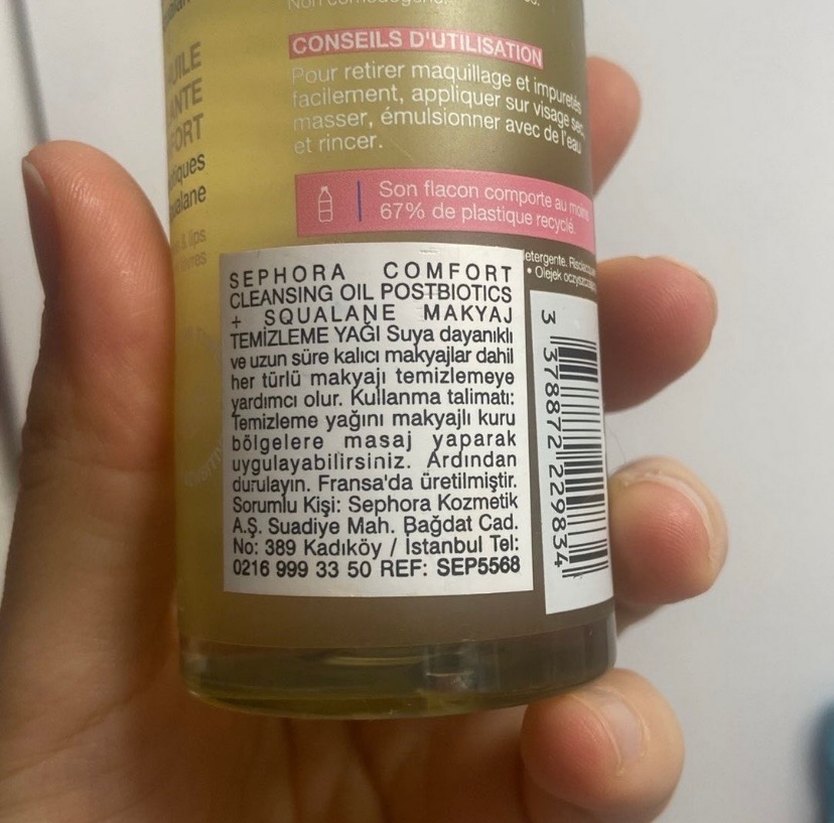 Non comedogene.
CONSEILS D'UTILISATION
Pour retirer maquillage et impuretés
facilement, appliquer sur visage sec,
masser, émulsionner avec de l'eau
et rincer.
Son flacon comporte au moins
67% de plastique recyclé.
& lips
SEPHORA COMFORT
CLEANSING OIL POSTBIOTICS
+ SQUALANE MAKYAJ
TEMİZLEME YAĞI Suya dayanıklı
ve uzun süre kalıcı makyajlar dahil
her türlü makyajı temizlemeye
yardımcı olur. Kullanma talimatı:
Temizleme yağını makyajlı kuru
bölgelere masaj yaparak
uygulayabilirsiniz. Ardından
durulayın. Fransa'da üretilmiştir.
Sorumlu Kişi: Sephora Kozmetik
A.Ş. Suadiye Mah. Bağdat Cad.
No: 389 Kadıköy / İstanbul Tel:
0216 999 33 50 REF: SEP5568
• Olejek
3 378872 229834